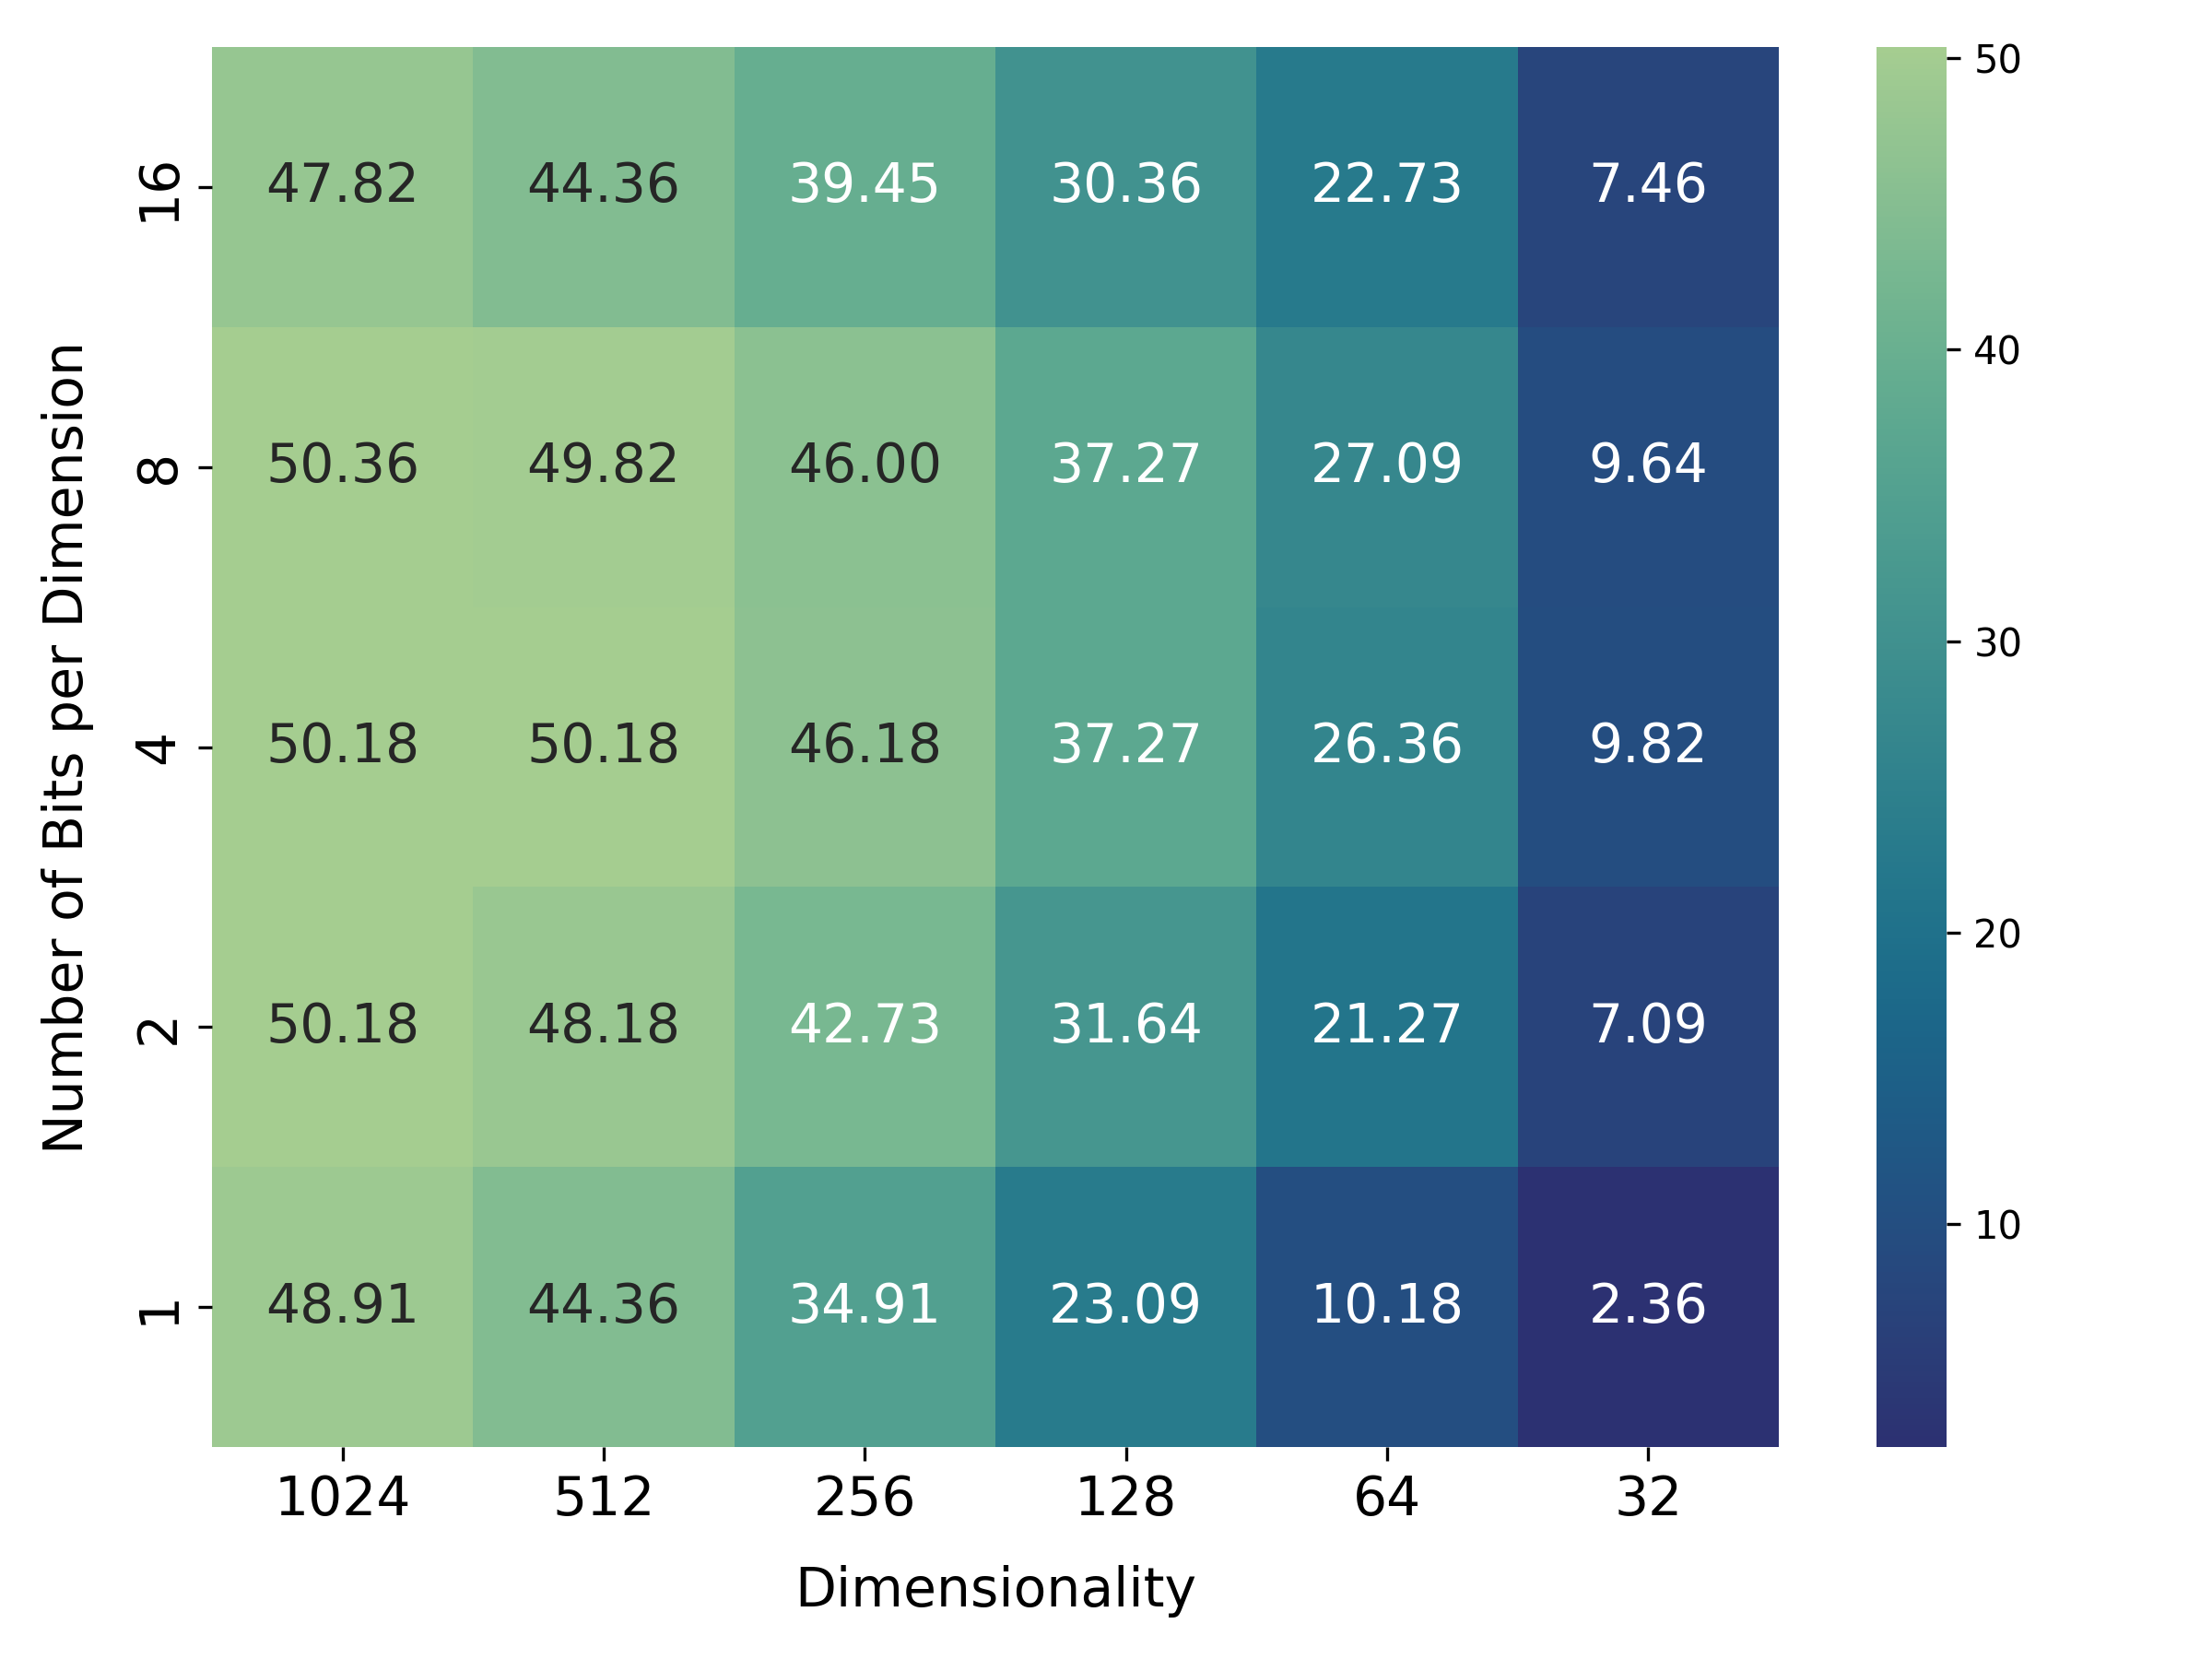 Number of Bits per Dimension
16
47.82 44.36 39.45 30.36 22.73 7.46
8
50.36 49.82 46.00 37.27 27.09 9.64
4
50.18 50.18 46.18 37.27 26.36 9.82
2
50.18 48.18 42.73 31.64 21.27 7.09
1
48.91 44.36 34.91 23.09 10.18 2.36
1024 512 256 128 64 32
Dimensionality
50
40
30
20
10